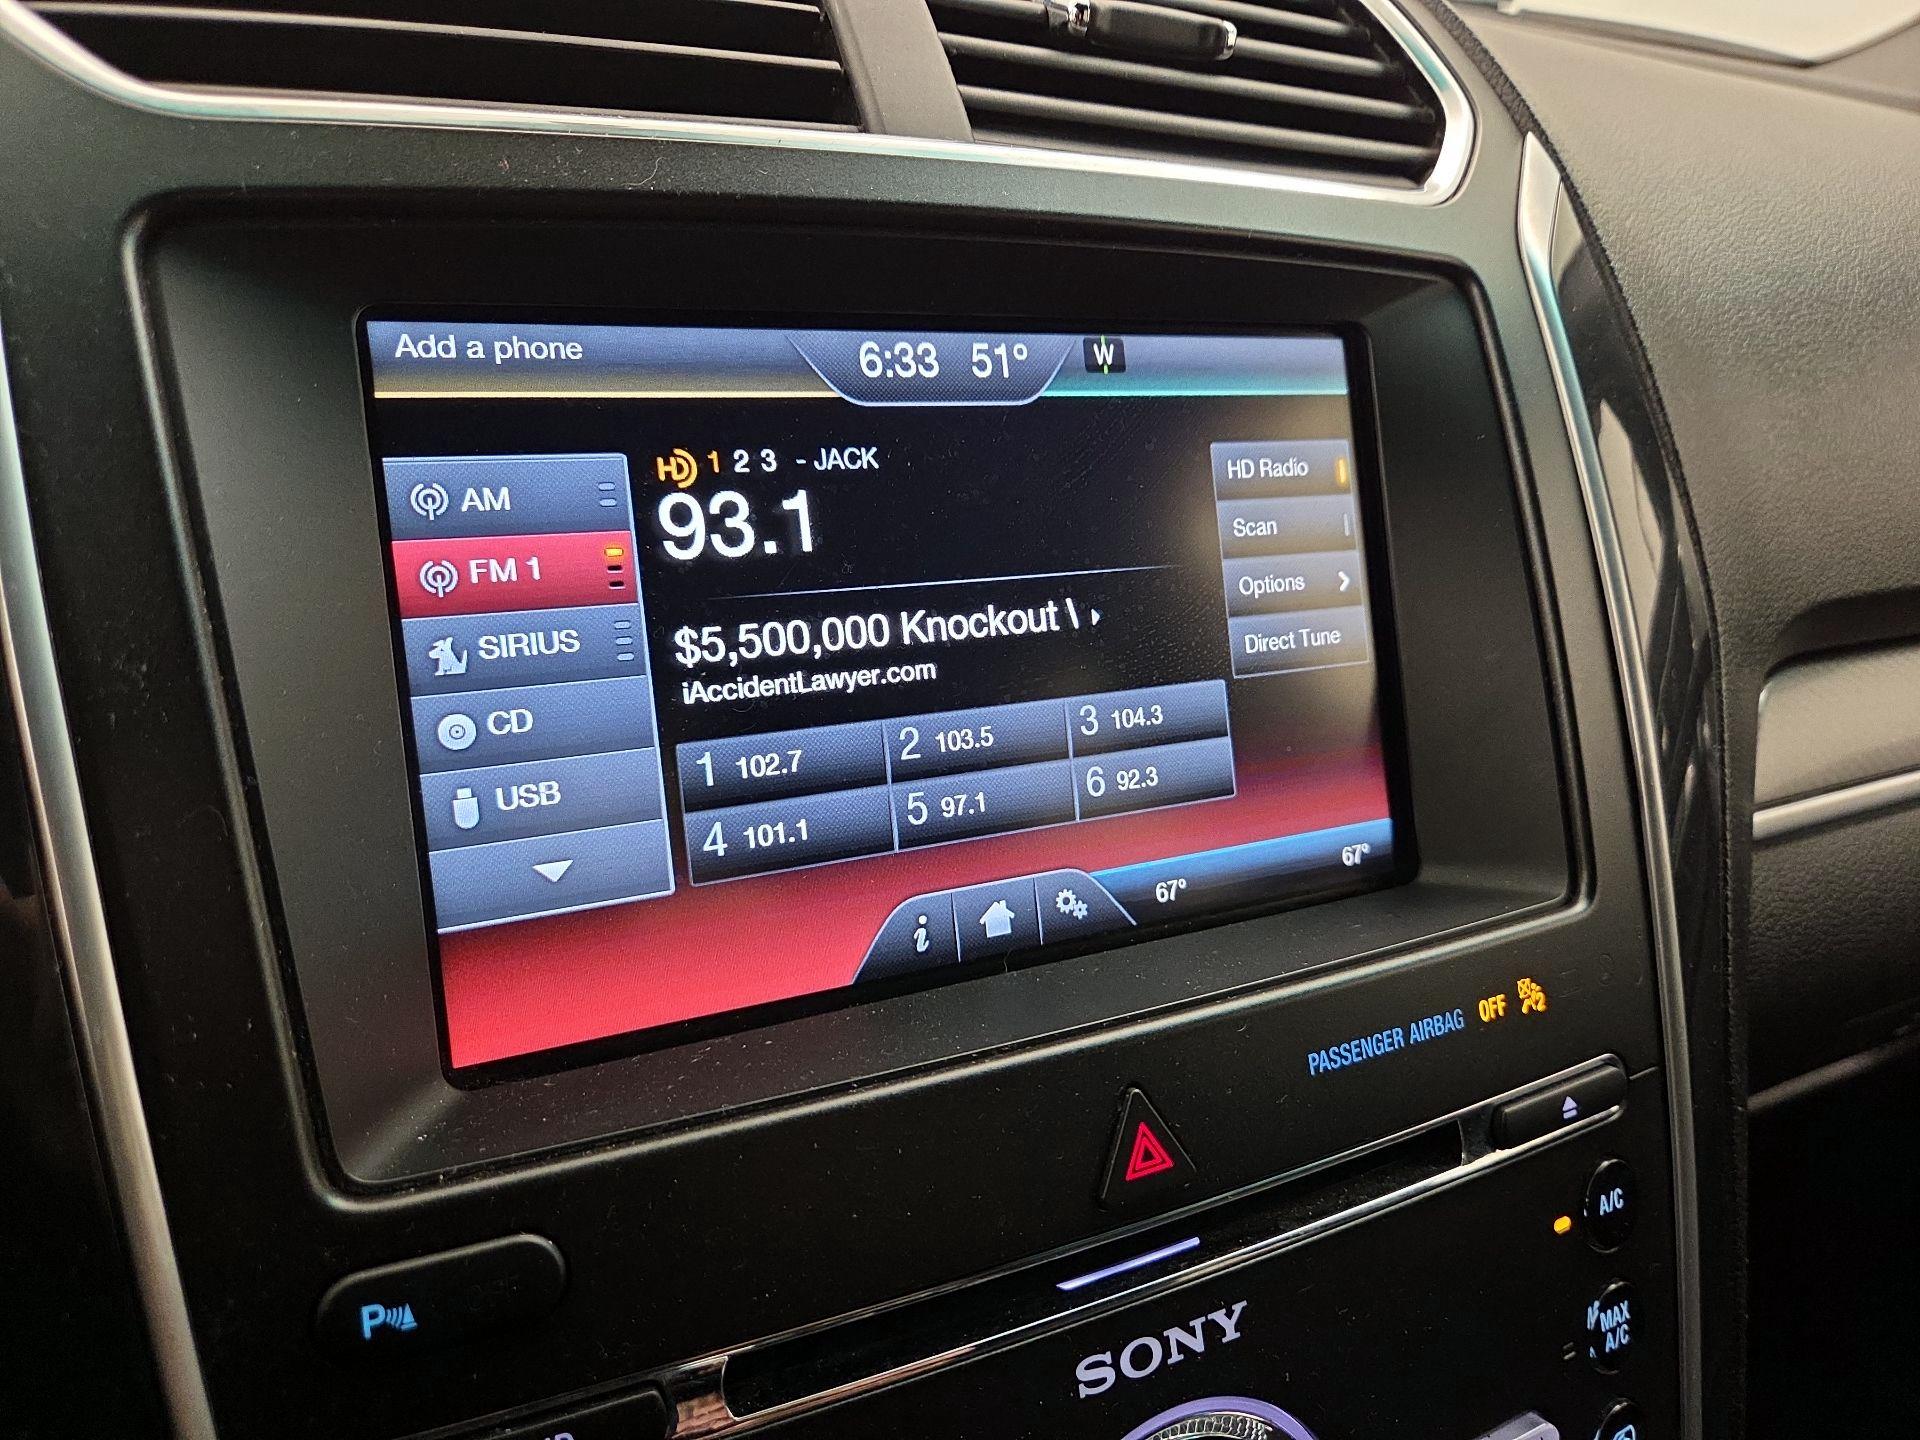 Add a phone
6:33 51° W
HD 1 2 3 - JACK
93.1
AM
FM 1
SIRIUS
CD
USB
HD Radio
Scan
Options
Direct Tune
$5,500,000 Knockout \
iAccidentLawyer.com
1 102.7
2 103.5
3 104.3
4 101.1
5 97.1
6 92.3
i
67°
67°
PASSENGER AIRBAG OFF 2
A/C
P
MAX
A/C
SONY